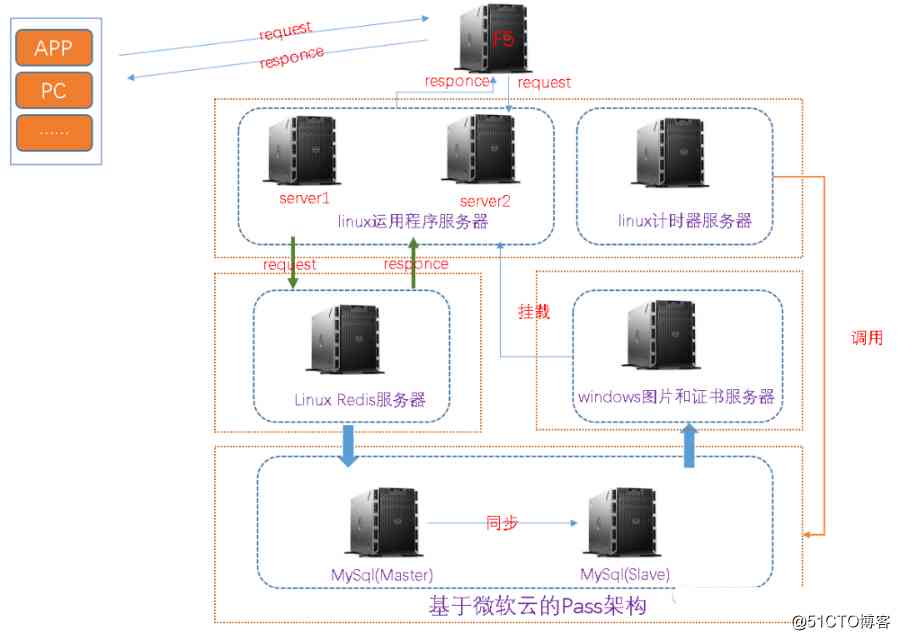 APP
PC
......
request
responce
F5
responce
request
server1
server2
linux运用程序服务器
linux计时器服务器
request
responce
挂载
调用
Linux Redis服务器
windows图片和证书服务器
同步
MySql(Master)
MySql(Slave)
基于微软云的Pass架构
@51CTO博客